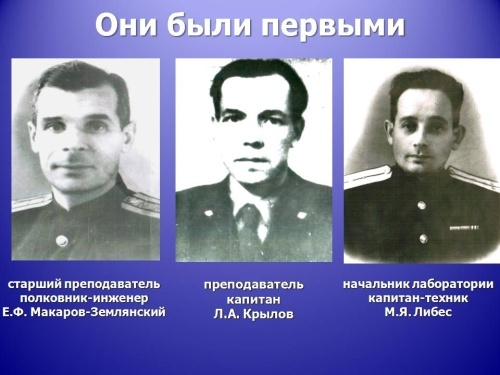 Они были первыми
старший преподаватель
полковник-инженер
Е.Ф. Макаров-Землянский
преподаватель
капитан
Л.А. Крылов
начальник лаборатории
капитан-техник
М.Я. Либес